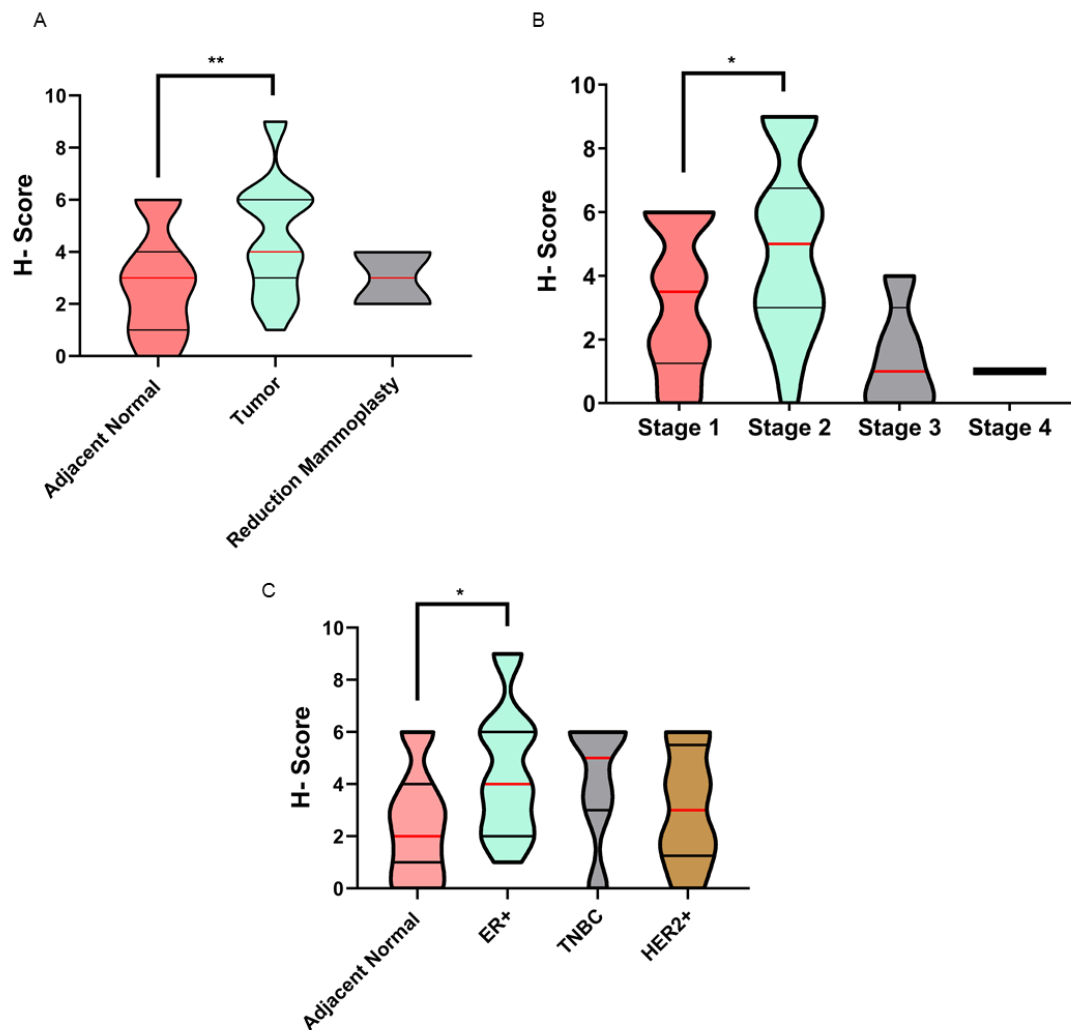 A
**
10
8
6
4
2
0
H- Score
Adjacent Normal
Tumor
Reduction Mammoplasty
B
*
10
8
6
4
2
0
H- Score
Stage 1
Stage 2
Stage 3
Stage 4
C
*
10
8
6
4
2
0
H- Score
Adjacent Normal
ER+
TNBC
HER2+